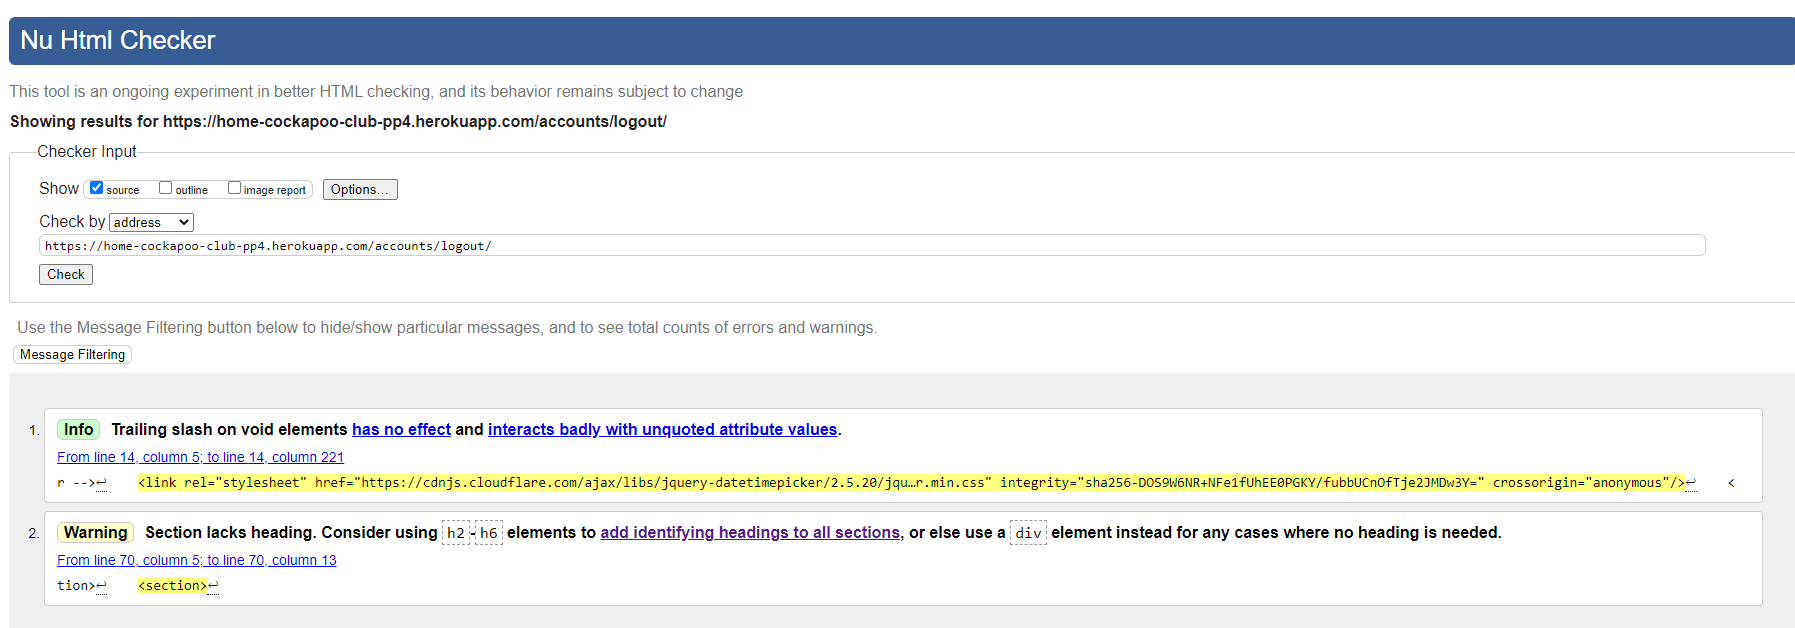 Nu Html Checker
This tool is an ongoing experiment in better HTML checking, and its behavior remains subject to change
Showing results for https://home-cockapoo-club-pp4.herokuapp.com/accounts/logout/
Checker Input
Show source outline image report Options...
Check by address
https://home-cockapoo-club-pp4.herokuapp.com/accounts/logout/
Check
Use the Message Filtering button below to hide/show particular messages, and to see total counts of errors and warnings.
Message Filtering
1. Info Trailing slash on void elements has no effect and interacts badly with unquoted attribute values.
From line 14, column 5; to line 14, column 221
r -->↩ <link rel="stylesheet" href="https://cdnjs.cloudflare.com/ajax/libs/jquery-datetimepicker/2.5.20/jqu…r.min.css" integrity="sha256-DOS9W6NR+NFe1fUhEE0PGKY/fubbUCnOfTje2JMDw3Y=" crossorigin="anonymous"/>↩ <
2. Warning Section lacks heading. Consider using h2-h6 elements to add identifying headings to all sections, or else use a div element instead for any cases where no heading is needed.
From line 70, column 5; to line 70, column 13
tion>↩ <section>↩